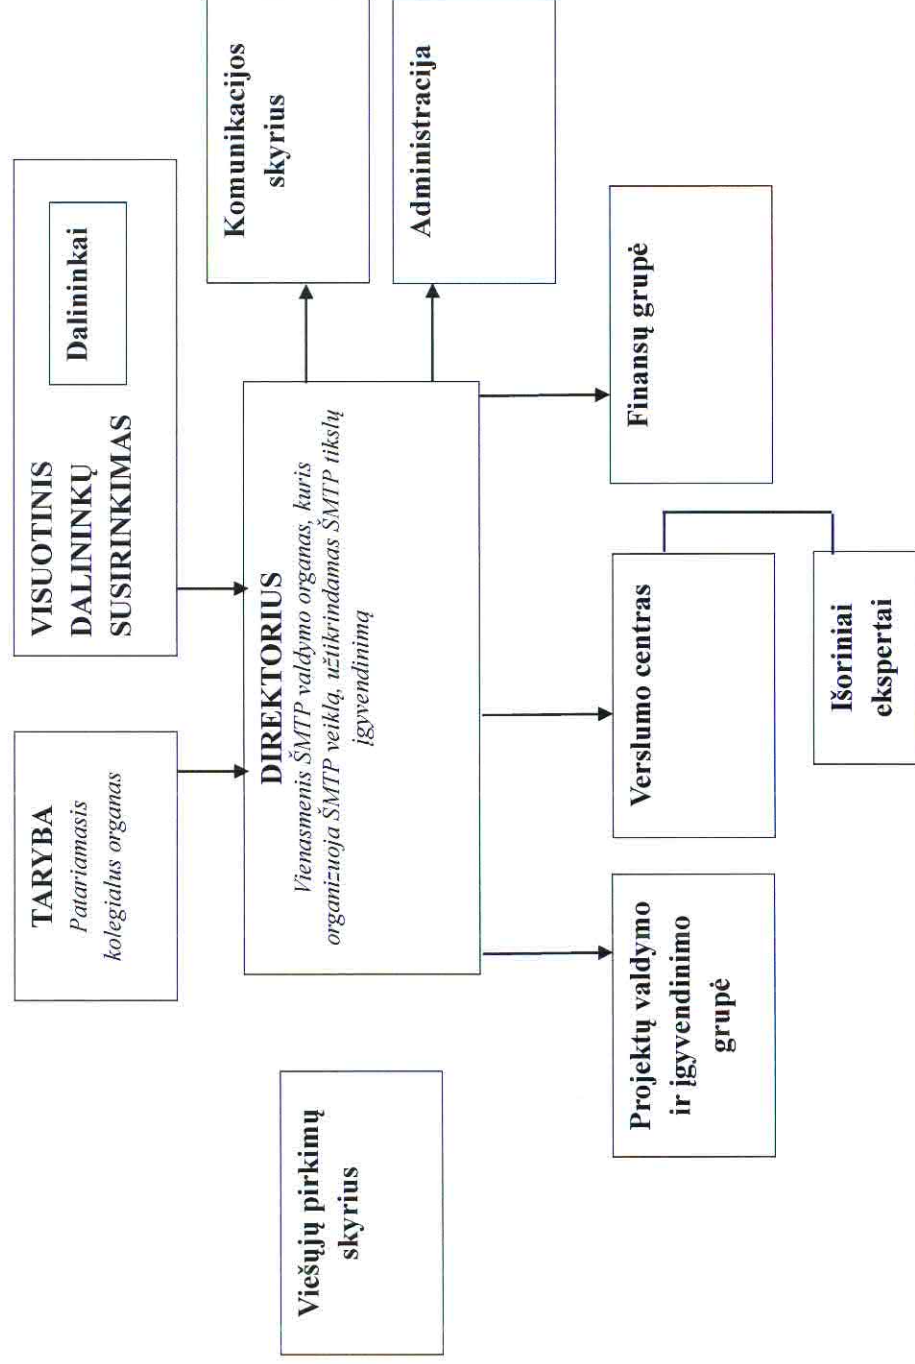 TARYBA
Patariamasis
kolegialus organas
VISUOTINIS
DALININKŲ
SUSIRINKIMAS
Dalininkai
Viešųjų pirkimų
skyrius
DIREKTORIUS
Vienasmenis ŠMTP valdymo organas, kuris
organizuoja ŠMTP veiklą, užtikrindamas ŠMTP tikslų
įgyvendinimą
Komunikacijos
skyrius
Administracija
Projektų valdymo
ir įgyvendinimo
grupė
Verslumo centras
Finansų grupė
Išoriniai
ekspertai